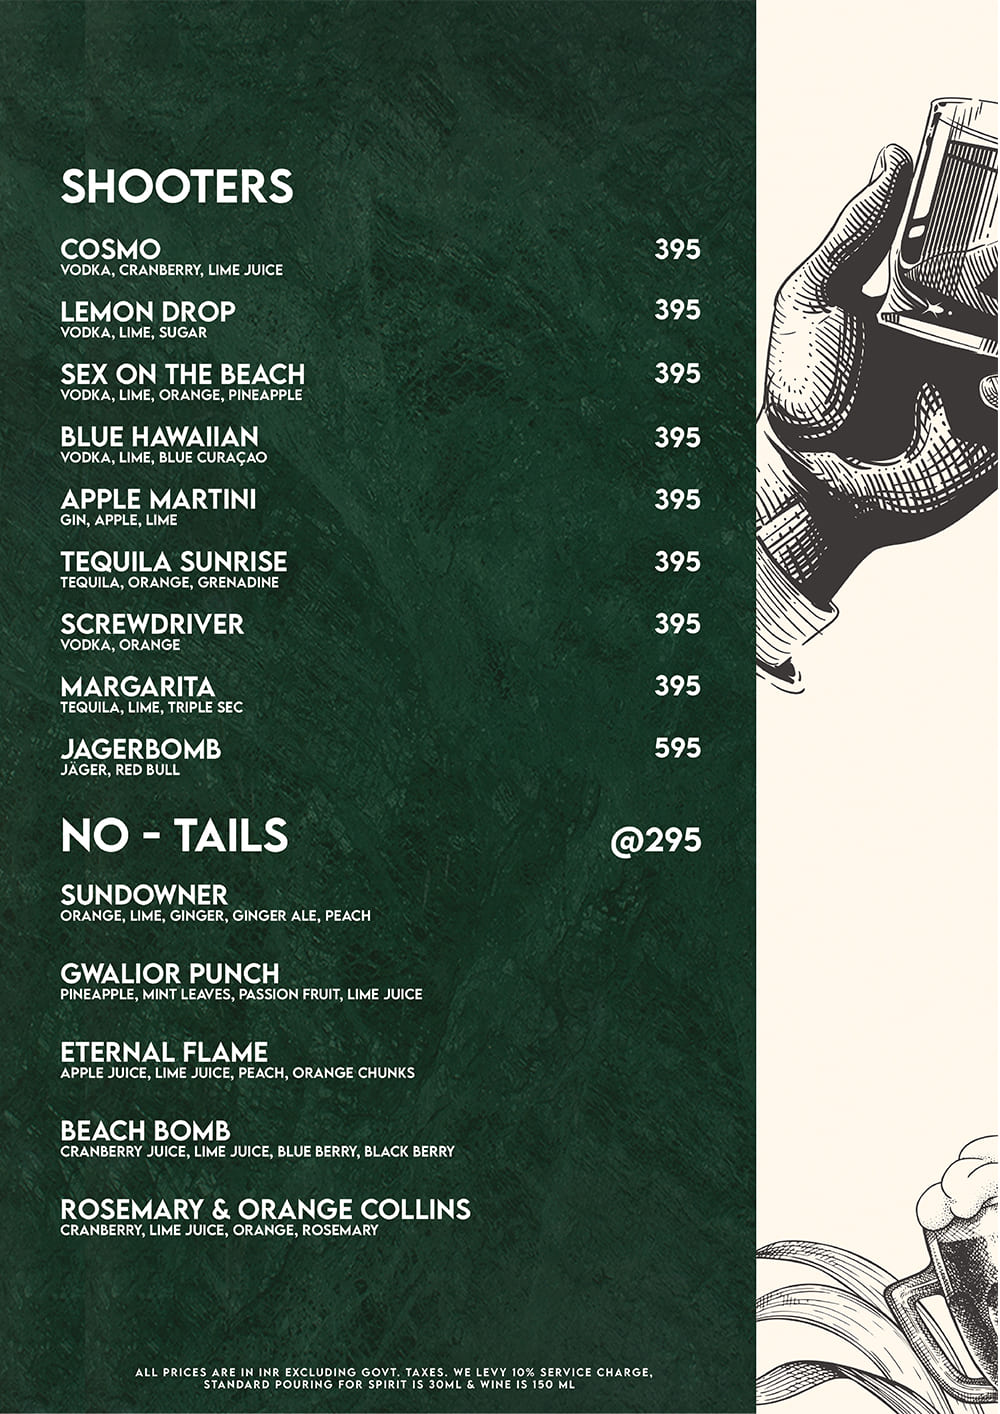 SHOOTERS
COSMO 395
VODKA, CRANBERRY, LIME JUICE
LEMON DROP 395
VODKA, LIME, SUGAR
SEX ON THE BEACH 395
VODKA, LIME, ORANGE, PINEAPPLE
BLUE HAWAIIAN 395
VODKA, LIME, BLUE CURAÇAO
APPLE MARTINI 395
GIN, APPLE, LIME
TEQUILA SUNRISE 395
TEQUILA, ORANGE, GRENADINE
SCREWDRIVER 395
VODKA, ORANGE
MARGARITA 395
TEQUILA, LIME, TRIPLE SEC
JAGERBOMB 595
JÄGER, RED BULL
NO - TAILS @295
SUNDOWNER
ORANGE, LIME, GINGER, GINGER ALE, PEACH
GWALIOR PUNCH
PINEAPPLE, MINT LEAVES, PASSION FRUIT, LIME JUICE
ETERNAL FLAME
APPLE JUICE, LIME JUICE, PEACH, ORANGE CHUNKS
BEACH BOMB
CRANBERRY JUICE, LIME JUICE, BLUE BERRY, BLACK BERRY
ROSEMARY & ORANGE COLLINS
CRANBERRY, LIME JUICE, ORANGE, ROSEMARY
ALL PRICES ARE IN INR EXCLUDING GOVT. TAXES. WE LEVY 10% SERVICE CHARGE,
STANDARD POURING FOR SPIRIT IS 30ML & WINE IS 150 ML